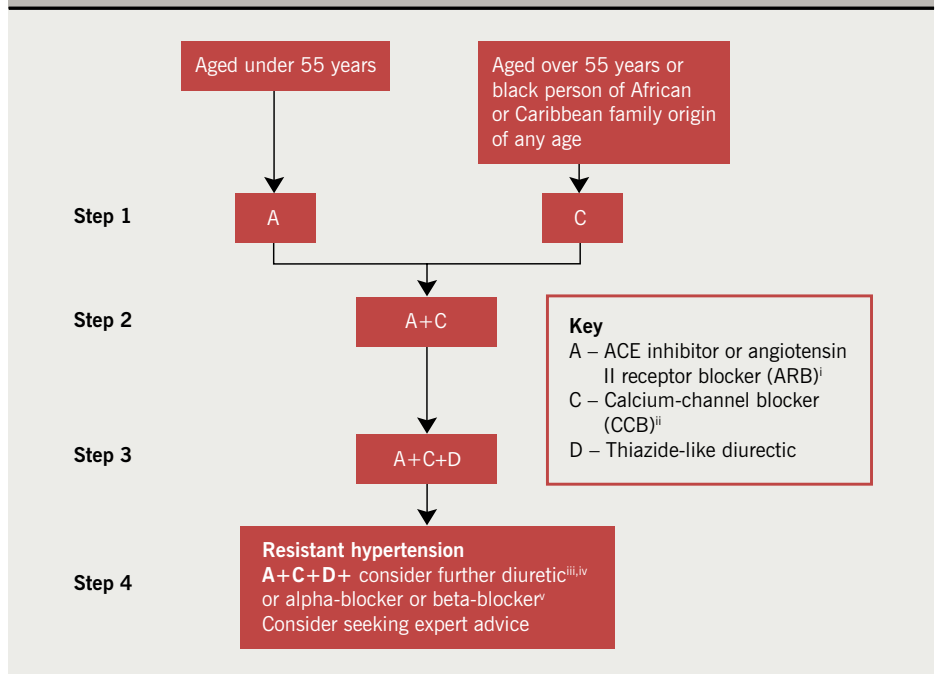 Aged under 55 years
Aged over 55 years or
black person of African
or Caribbean family origin
of any age
Step 1
A
C
Step 2
A+C
Key
A – ACE inhibitor or angiotensin
II receptor blocker (ARB)ⁱ
C – Calcium-channel blocker
(CCB)ⁱⁱ
D – Thiazide-like diurectic
Step 3
A+C+D
Step 4
Resistant hypertension
A+C+D+ consider further diureticⁱⁱⁱ,ⁱᵛ
or alpha-blocker or beta-blockerᵛ
Consider seeking expert advice